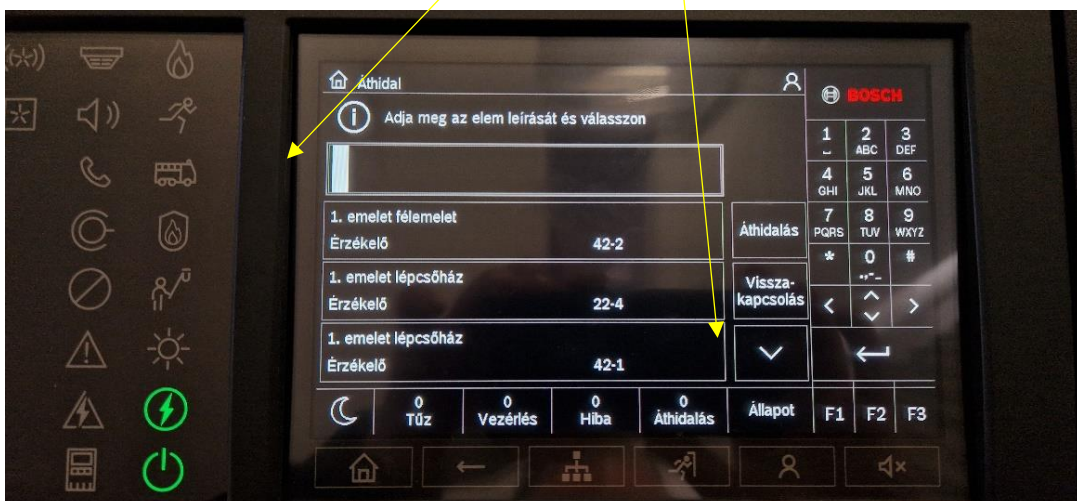 Áthidal
Adja meg az elem leírását és válasszon
1. emelet félemelet
Érzékelő 42-2
1. emelet lépcsőház
Érzékelő 22-4
1. emelet lépcsőház
Érzékelő 42-1
Áthidalás
Vissza-
kapcsolás
0 Tűz
0 Vezérlés
0 Hiba
0 Áthidalás
Állapot
BOSCH
1 2 3
ABC DEF
4 5 6
GHI JKL MNO
7 8 9
PQRS TUV WXYZ
* 0 #
.,-_
F1 F2 F3